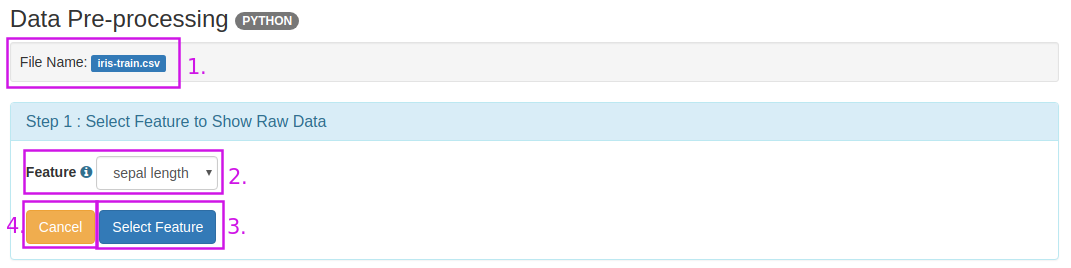 Data Pre-processing PYTHON
File Name: iris-train.csv 1.
Step 1 : Select Feature to Show Raw Data
Feature sepal length 2.
4. Cancel Select Feature 3.